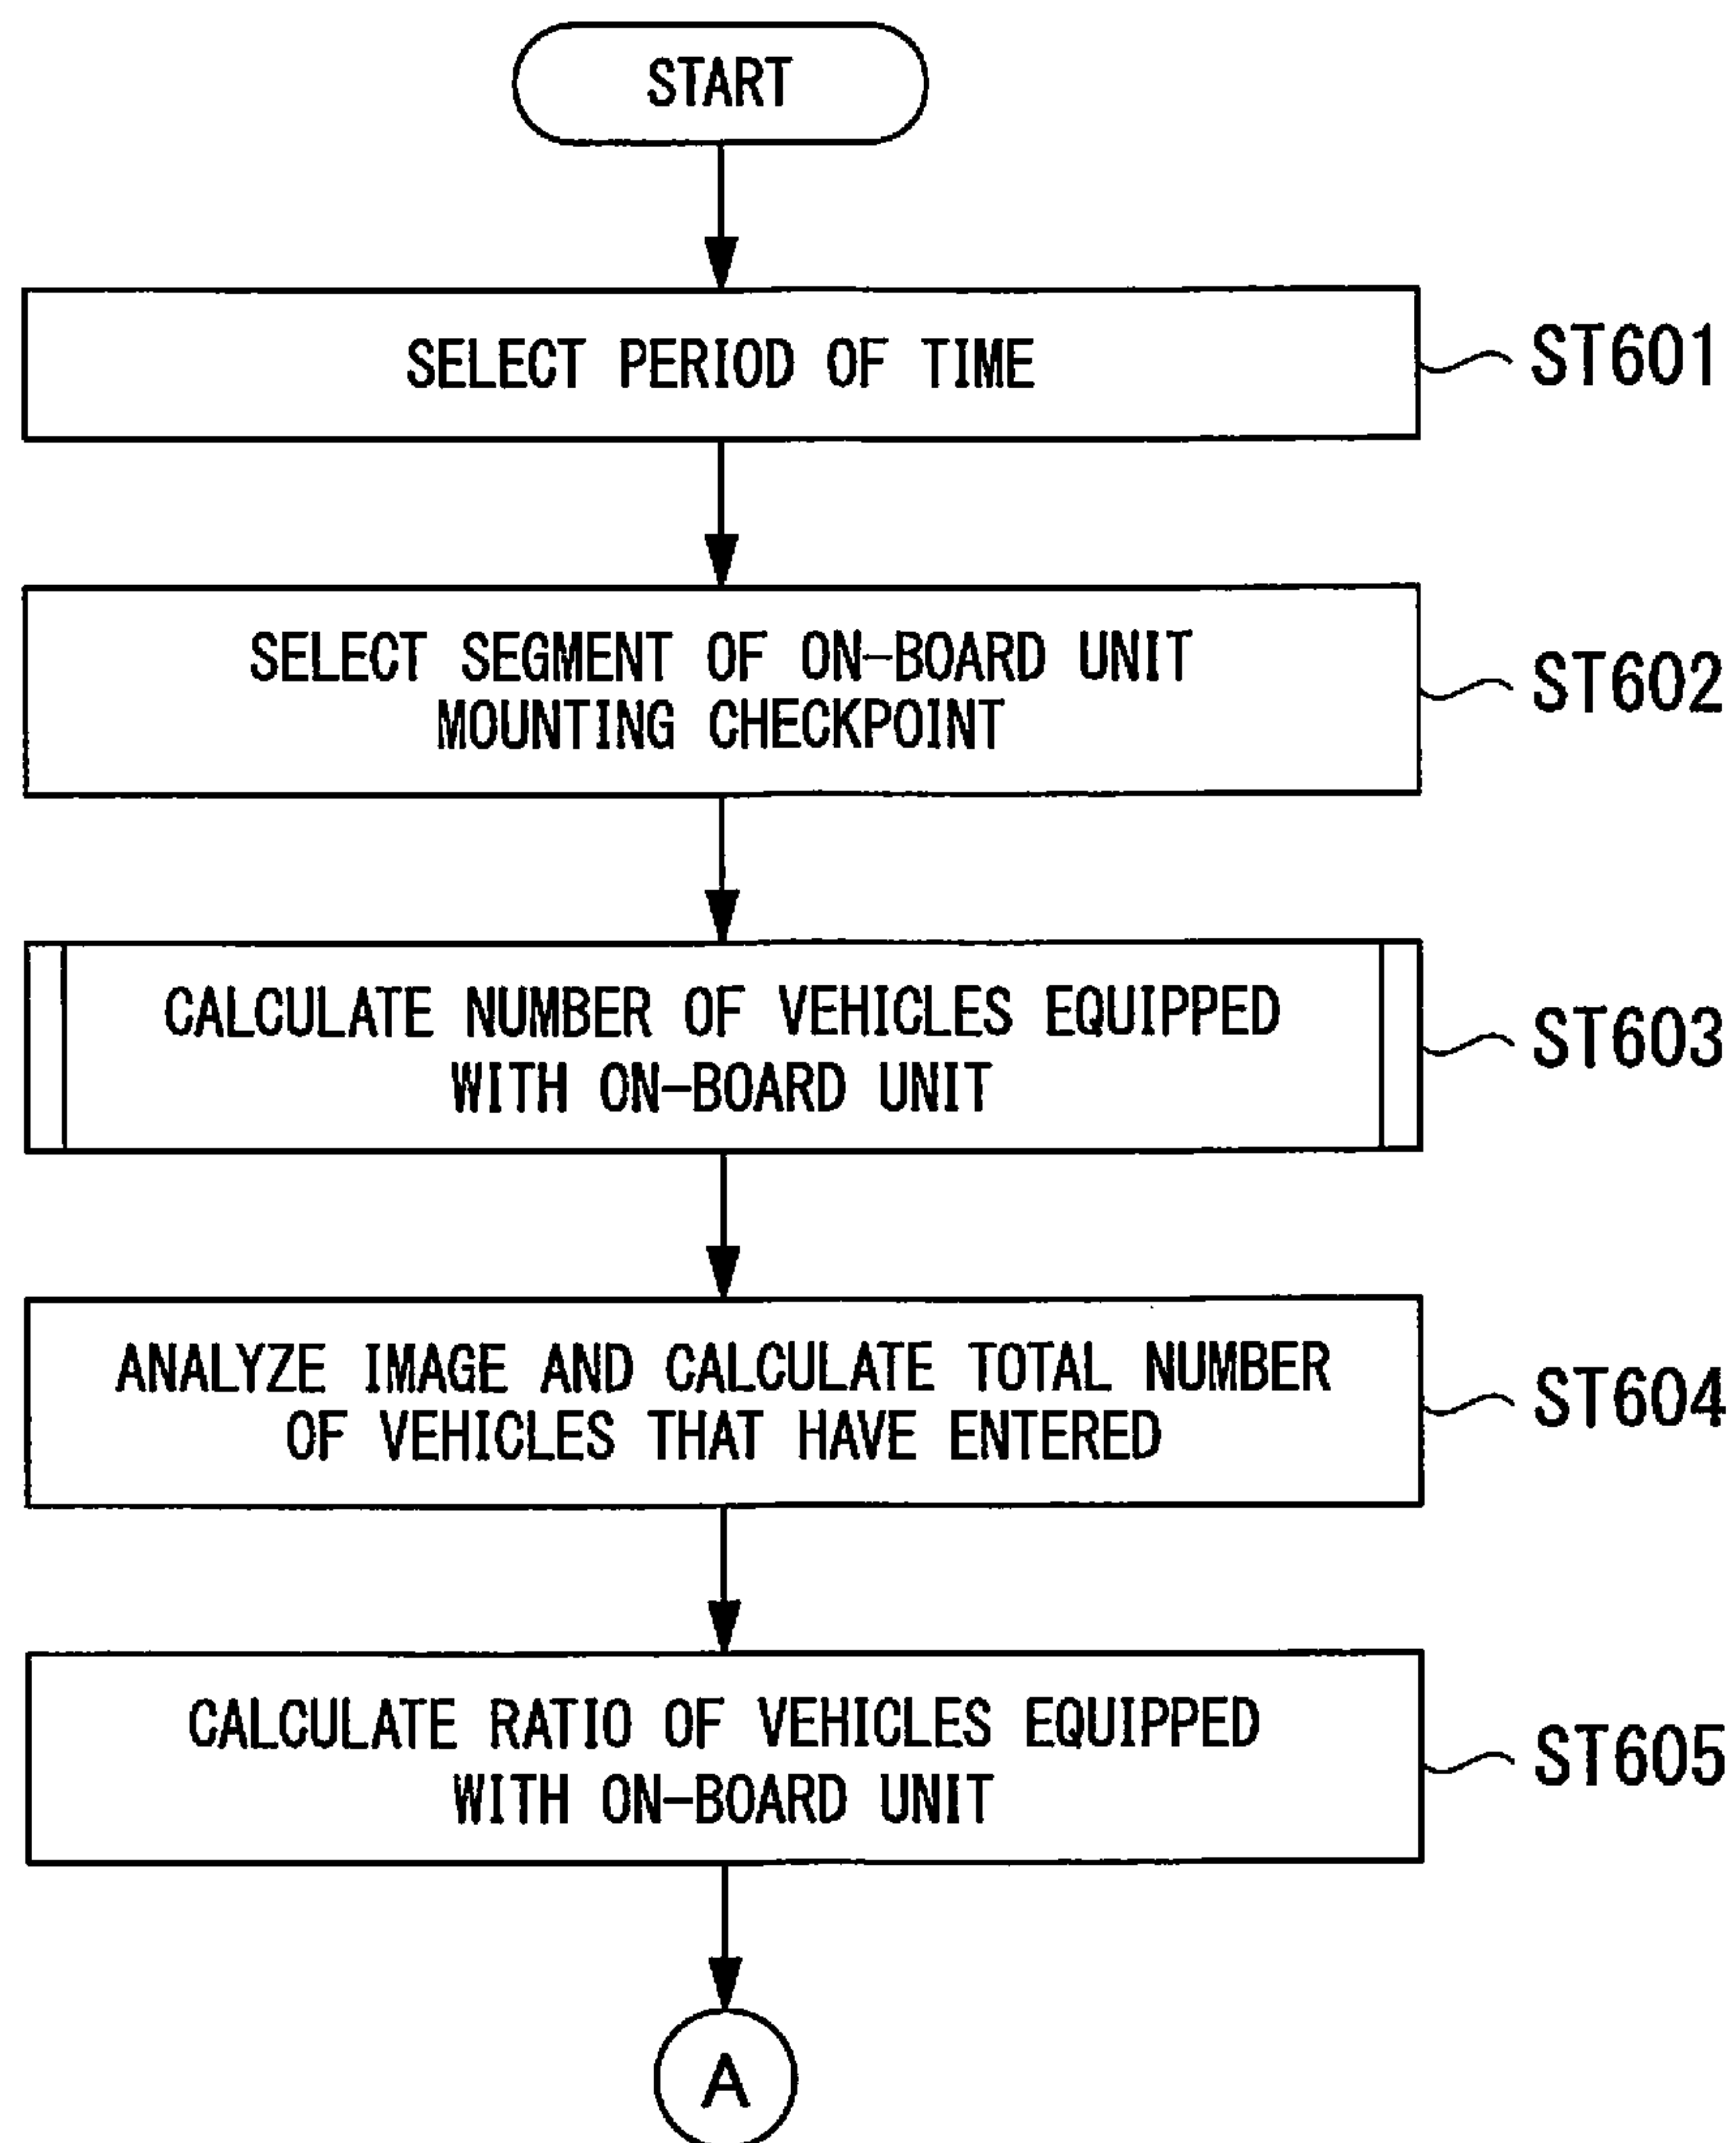 START
SELECT PERIOD OF TIME
ST601
SELECT SEGMENT OF ON-BOARD UNIT
MOUNTING CHECKPOINT
ST602
CALCULATE NUMBER OF VEHICLES EQUIPPED
WITH ON-BOARD UNIT
ST603
ANALYZE IMAGE AND CALCULATE TOTAL NUMBER
OF VEHICLES THAT HAVE ENTERED
ST604
CALCULATE RATIO OF VEHICLES EQUIPPED
WITH ON-BOARD UNIT
ST605
A